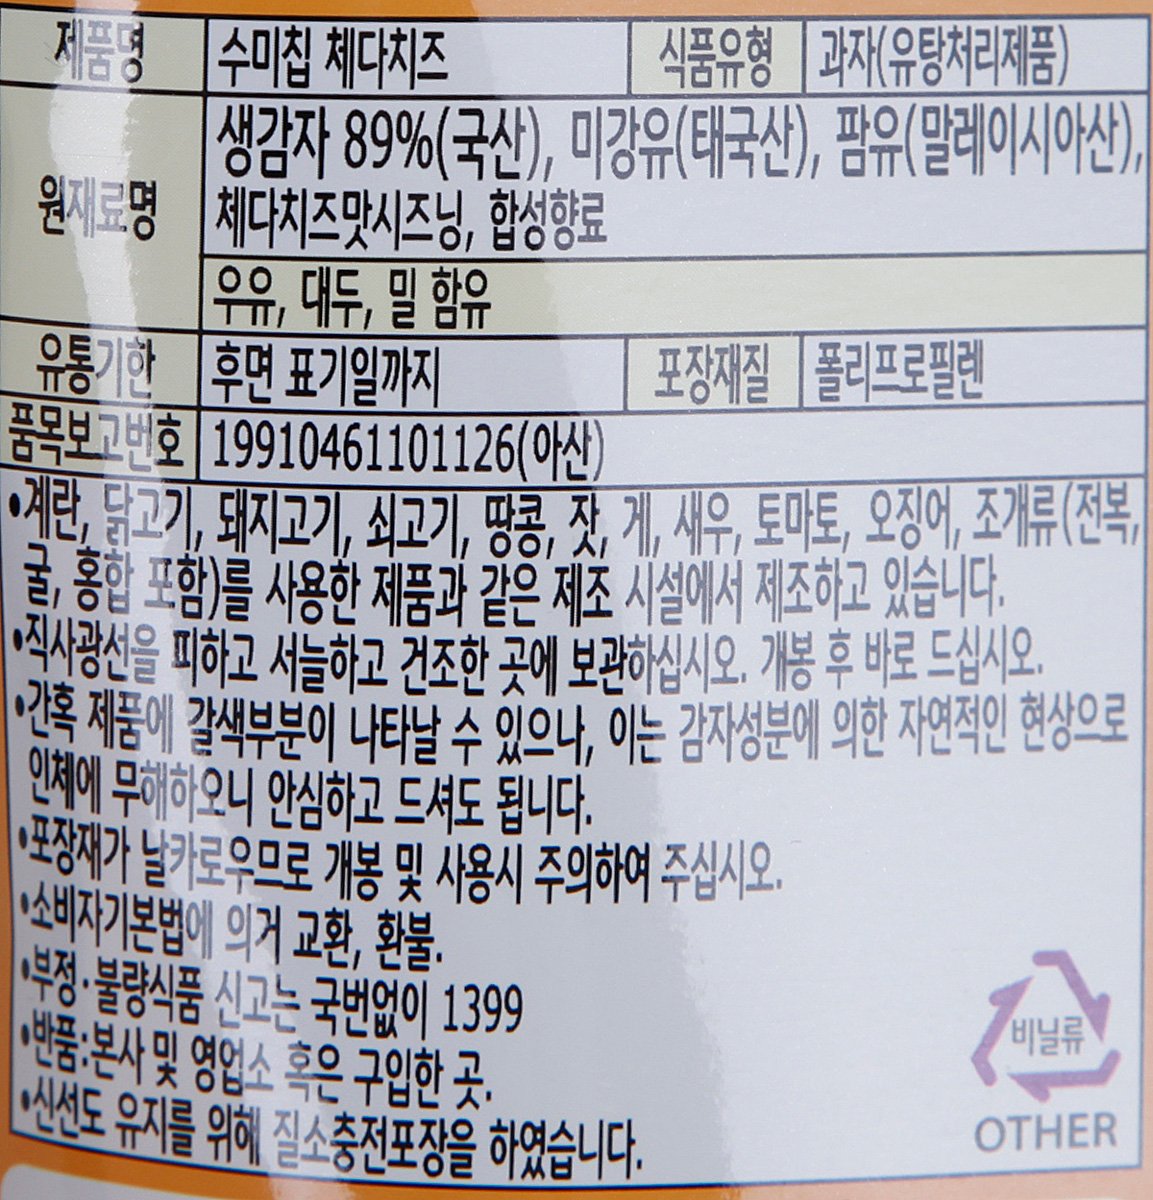 제품명 수미칩 체다치즈 식품유형 과자(유탕처리제품)
원재료명 생감자 89%(국산), 미강유(태국산), 팜유(말레이시아산),
체다치즈맛시즈닝, 합성향료
우유, 대두, 밀 함유
유통기한 후면 표기일까지 포장재질 폴리프로필렌
품목보고번호 19910461101126(아산)
•계란, 닭고기, 돼지고기, 쇠고기, 땅콩, 잣, 게, 새우, 토마토, 오징어, 조개류(전복,
굴, 홍합 포함)를 사용한 제품과 같은 제조 시설에서 제조하고 있습니다.
•직사광선을 피하고 서늘하고 건조한 곳에 보관하십시오. 개봉 후 바로 드십시오.
•간혹 제품에 갈색부분이 나타날 수 있으나, 이는 감자성분에 의한 자연적인 현상으로
인체에 무해하오니 안심하고 드셔도 됩니다.
•포장재가 날카로우므로 개봉 및 사용시 주의하여 주십시오.
•소비자기본법에 의거 교환, 환불.
•부정·불량식품 신고는 국번없이 1399
•반품:본사 및 영업소 혹은 구입한 곳.
•신선도 유지를 위해 질소충전포장을 하였습니다.
비닐류
OTHER